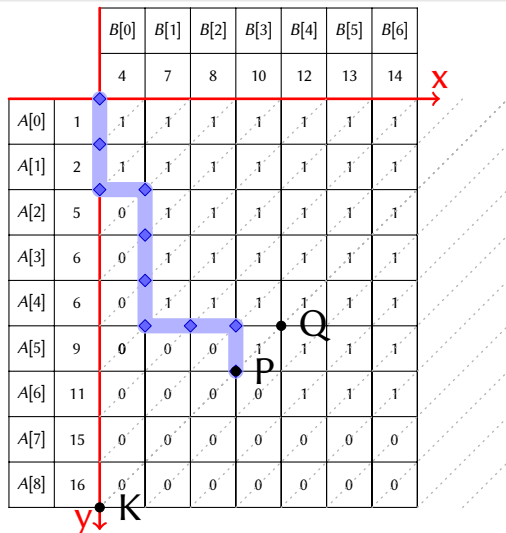 B[0] B[1] B[2] B[3] B[4] B[5] B[6]
4 7 8 10 12 13 14
x
A[0] 1 1 1 1 1 1 1 1
A[1] 2 1 1 1 1 1 1 1
A[2] 5 0 1 1 1 1 1 1
A[3] 6 0 1 1 1 1 1 1
A[4] 6 0 1 1 1 1 1 1
Q
A[5] 9 0 0 0 1 1 1 1
P
A[6] 11 0 0 0 0 1 1 1
A[7] 15 0 0 0 0 0 0 0
A[8] 16 0 0 0 0 0 0 0
y K